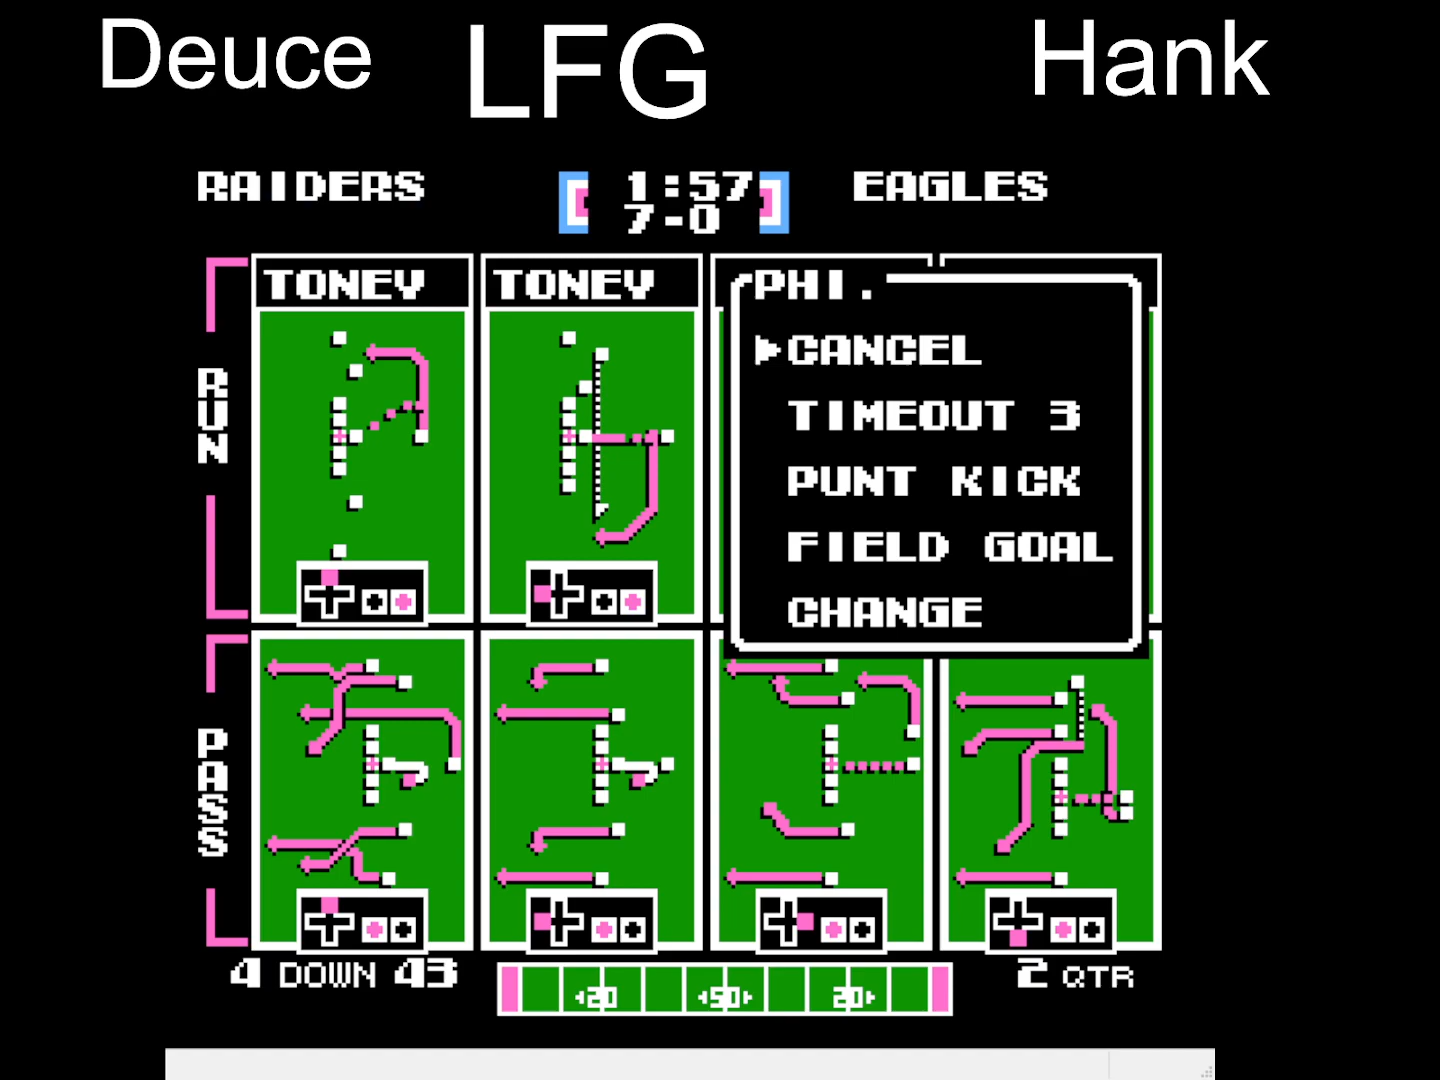 Deuce LFG Hank
RAIDERS 1:57 EAGLES
7-0
TONEY TONEY
PHI.
CANCEL
TIMEOUT 3
PUNT KICK
FIELD GOAL
CHANGE
RUN
PASS
4 DOWN 43
20 50 20
2 QTR